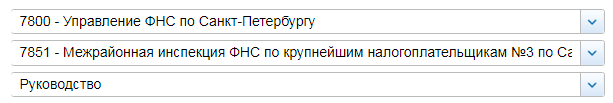 7800 - Управление ФНС по Санкт-Петербургу
7851 - Межрайонная инспекция ФНС по крупнейшим налогоплательщикам №3 по Са
Руководство